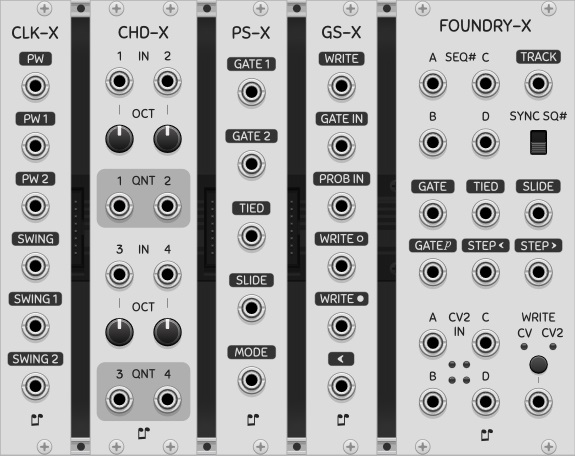 CLK-X
PW
PW 1
PW 2
SWING
SWING 1
SWING 2
CHD-X
1 IN 2
OCT
1 QNT 2
3 IN 4
OCT
3 QNT 4
PS-X
GATE 1
GATE 2
TIED
SLIDE
MODE
GS-X
WRITE
GATE IN
PROB IN
WRITE
WRITE
<
FOUNDRY-X
A SEQ# C TRACK
B D SYNC SQ#
GATE TIED SLIDE
GATEP STEP < STEP >
A CV2 C WRITE
IN CV CV2
B D